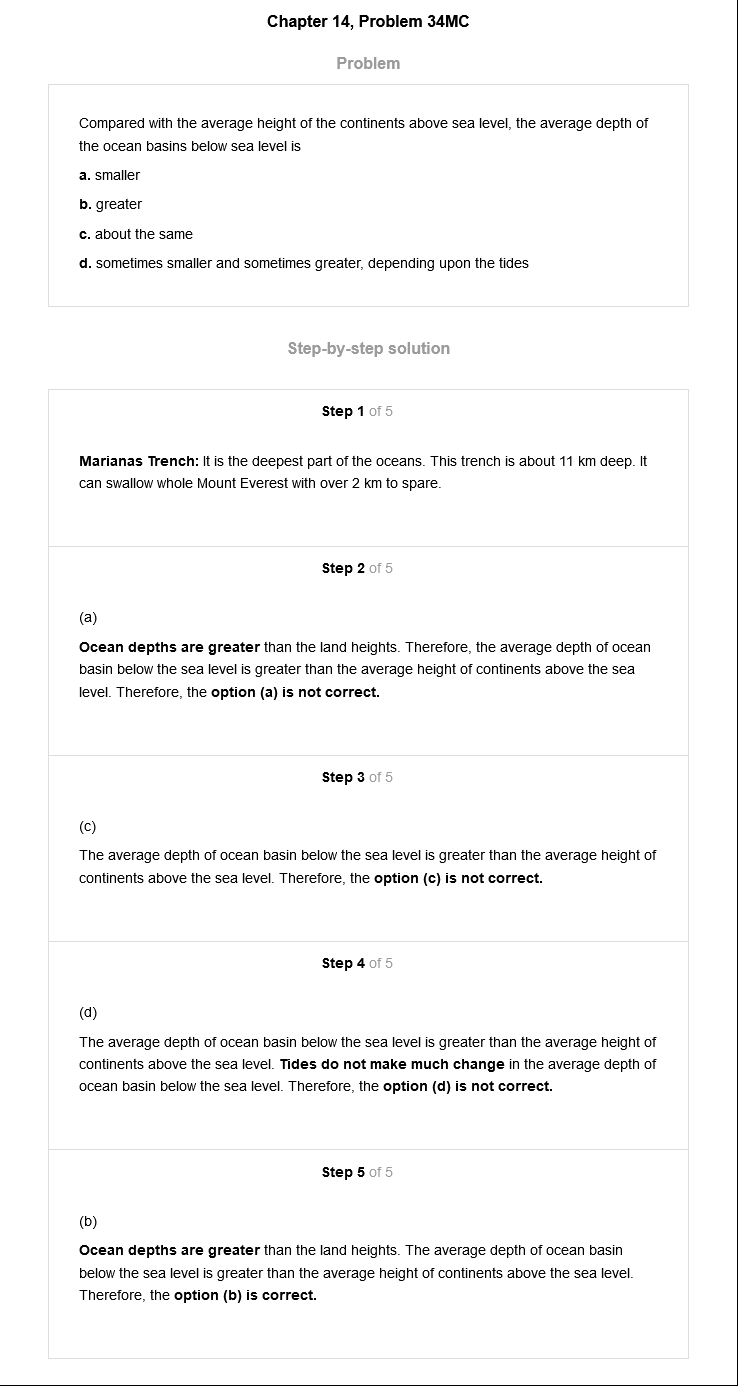 Chapter 14, Problem 34MC
Problem
Compared with the average height of the continents above sea level, the average depth of
the ocean basins below sea level is
a. smaller
b. greater
c. about the same
d. sometimes smaller and sometimes greater, depending upon the tides
Step-by-step solution
Step 1 of 5
Marianas Trench: It is the deepest part of the oceans. This trench is about 11 km deep. It
can swallow whole Mount Everest with over 2 km to spare.
Step 2 of 5
(a)
Ocean depths are greater than the land heights. Therefore, the average depth of ocean
basin below the sea level is greater than the average height of continents above the sea
level. Therefore, the option (a) is not correct.
Step 3 of 5
(c)
The average depth of ocean basin below the sea level is greater than the average height of
continents above the sea level. Therefore, the option (c) is not correct.
Step 4 of 5
(d)
The average depth of ocean basin below the sea level is greater than the average height of
continents above the sea level. Tides do not make much change in the average depth of
ocean basin below the sea level. Therefore, the option (d) is not correct.
Step 5 of 5
(b)
Ocean depths are greater than the land heights. The average depth of ocean basin
below the sea level is greater than the average height of continents above the sea level.
Therefore, the option (b) is correct.